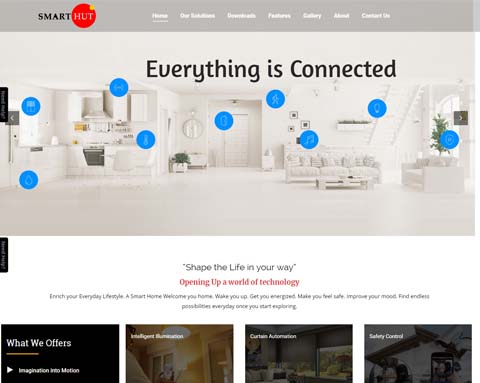 SMART HUT
Home Our Solutions Downloads Features Gallery About Contact Us
Everything is Connected
Need Help?
Need Help?
"Shape the Life in your way"
Opening Up a world of technology
Enrich your Everyday Lifestyle. A Smart Home Welcome you home, Wake you up. Get you energized. Make you feel safe. Improve your mood. Find endless
possibilities everyday once you start exploring.
What We Offers
Imagination into Motion
Intelligent Illumination
Curtain Automation
Safety Control